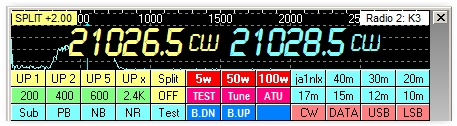 SPLIT +2.00 1000 1300 2000 250 Radio 2: K3
21026.5 CW 21028.5 CW
UP 1 UP 2 UP 5 UP x Split 5w 50w 100w ja1nlx 40m 30m 20m
200 400 600 2.4K OFF TEST Tune ATU 17m 15m 12m 10m
Sub PB NB NR Test B.DN B.UP CW DATA USB LSB